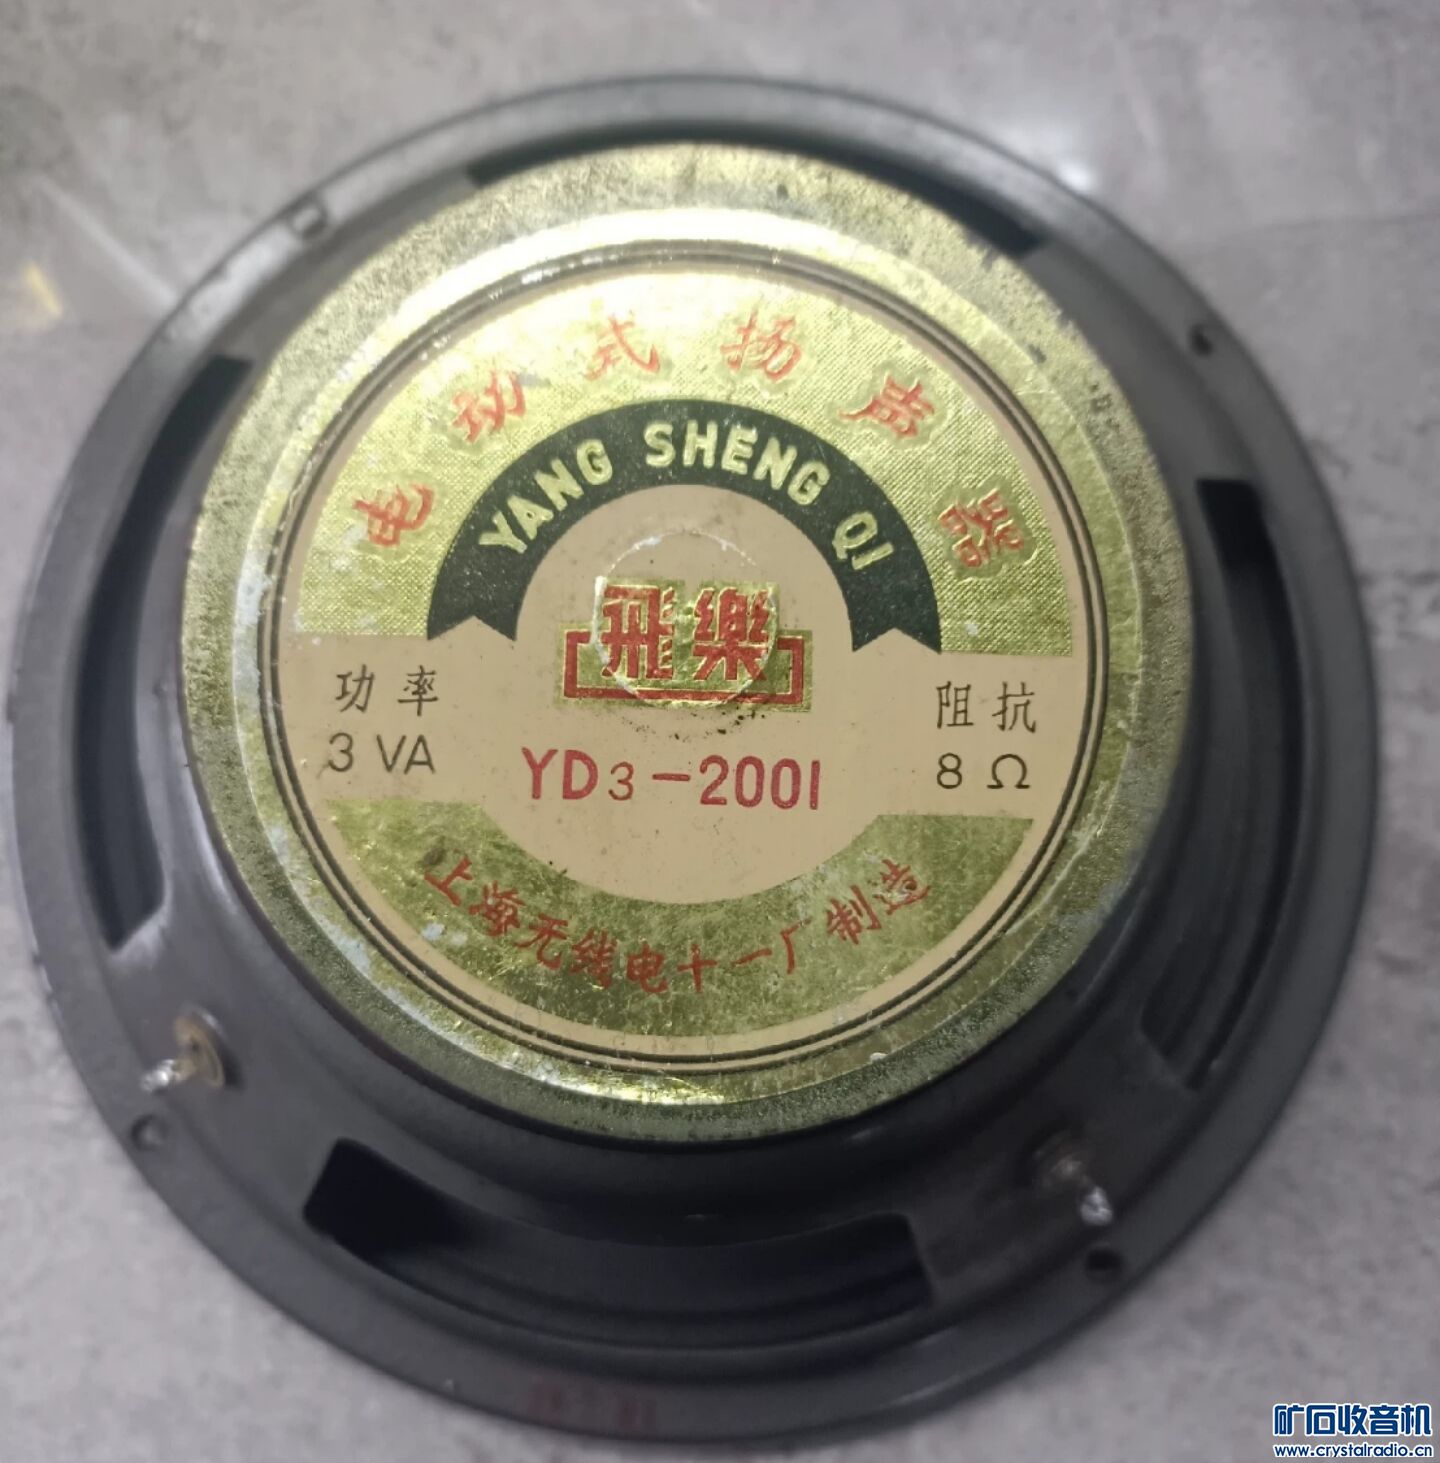 电动式扬声器
YANG SHENG QI
飛樂
功率
3 VA
阻抗
8 Ω
YD3-2001
上海无线电十一厂制造
矿石收音机
www.crystalradio.cn